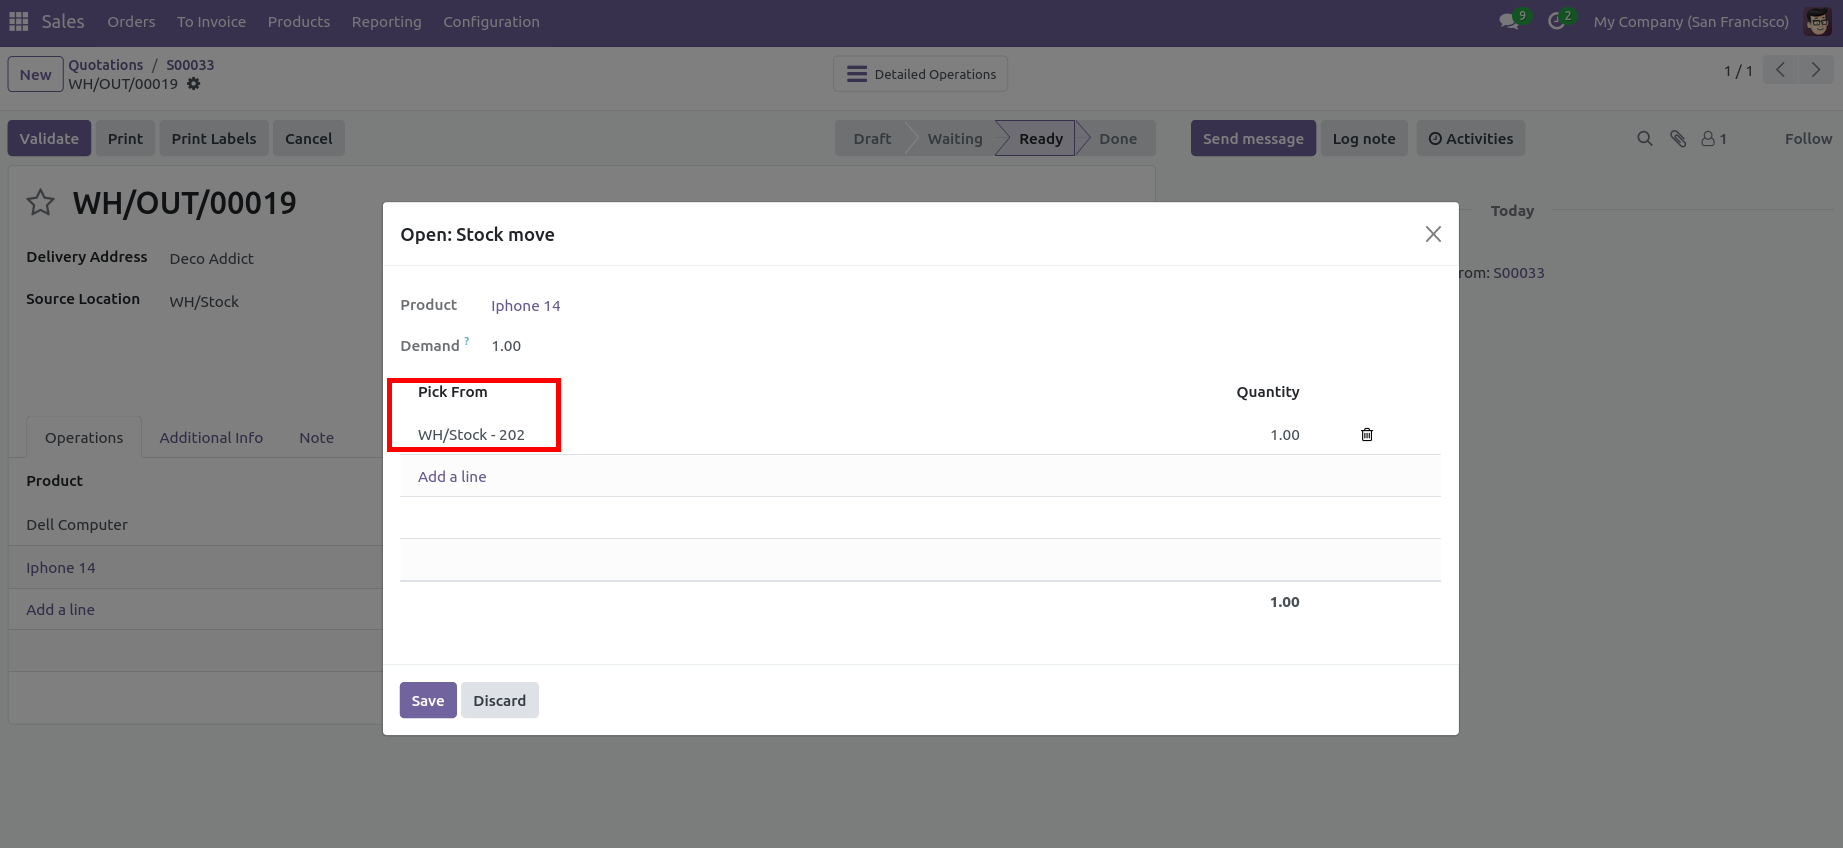 Sales Orders To Invoice Products Reporting Configuration 9 2 My Company (San Francisco)
New Quotations / S00033 Detailed Operations 1 / 1
WH/OUT/00019
Validate Print Print Labels Cancel Draft Waiting Ready Done Send message Log note Activities 1 Follow
WH/OUT/00019
Today
Delivery Address Deco Addict
Source Location WH/Stock
rom: S00033
Operations Additional Info Note
Product
Dell Computer
Iphone 14
Add a line
Open: Stock move
Product Iphone 14
Demand ? 1.00
Pick From Quantity
WH/Stock - 202 1.00
Add a line
1.00
Save Discard